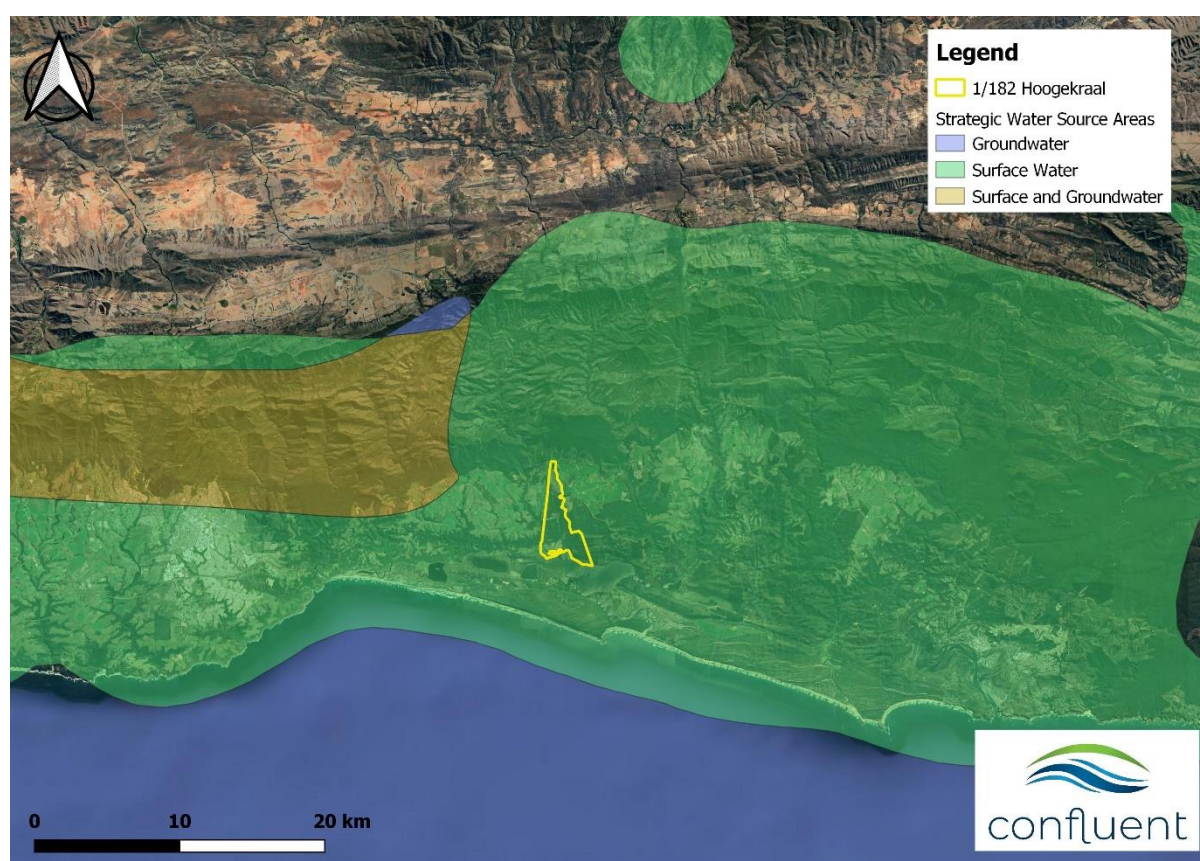 Legend
1/182 Hoogekraal
Strategic Water Source Areas
Groundwater
Surface Water
Surface and Groundwater
0 10 20 km
confluent